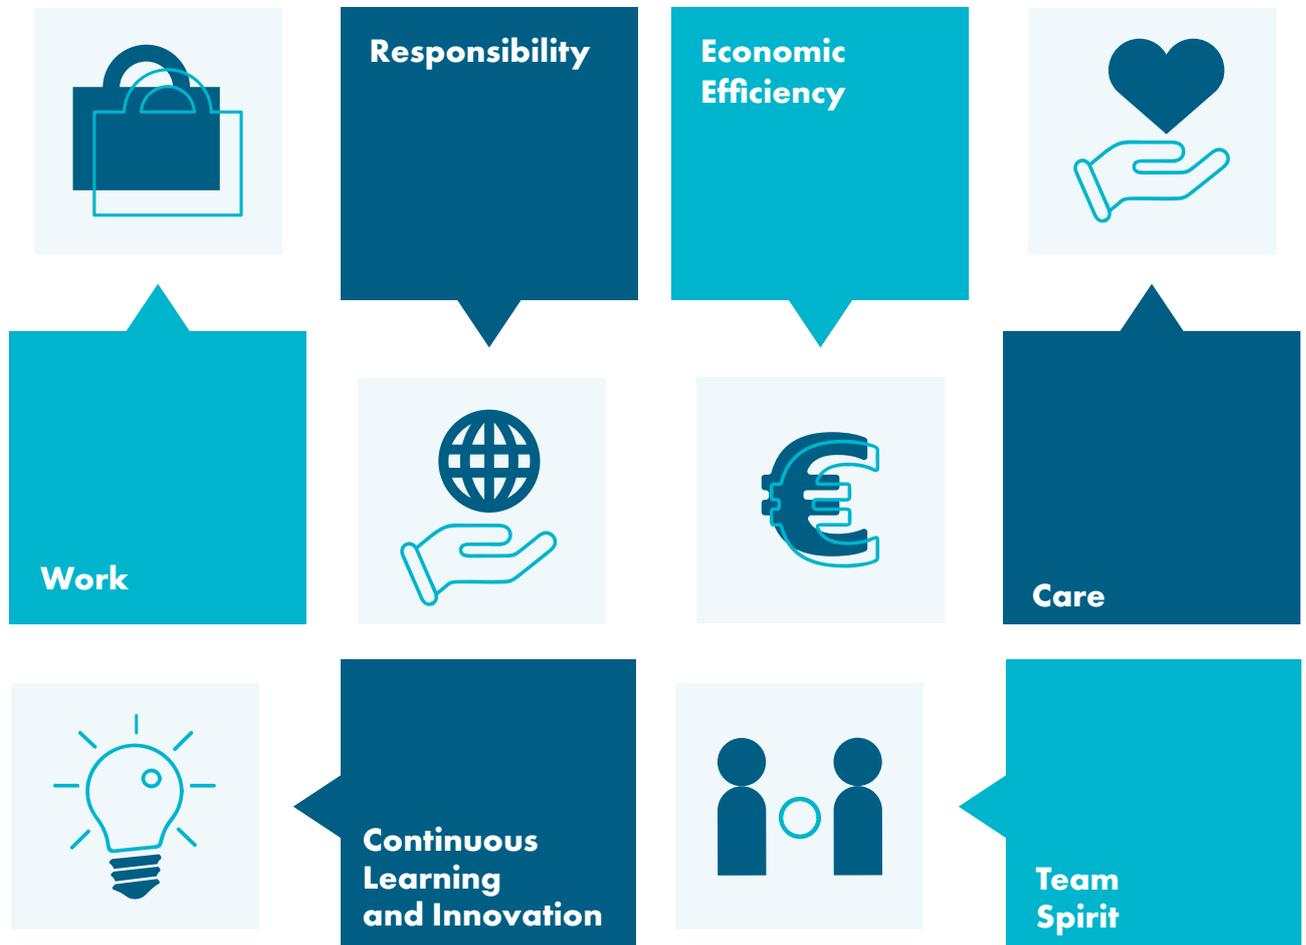 Responsibility
Economic
Efficiency
Work
Care
Continuous
Learning
and Innovation
Team
Spirit